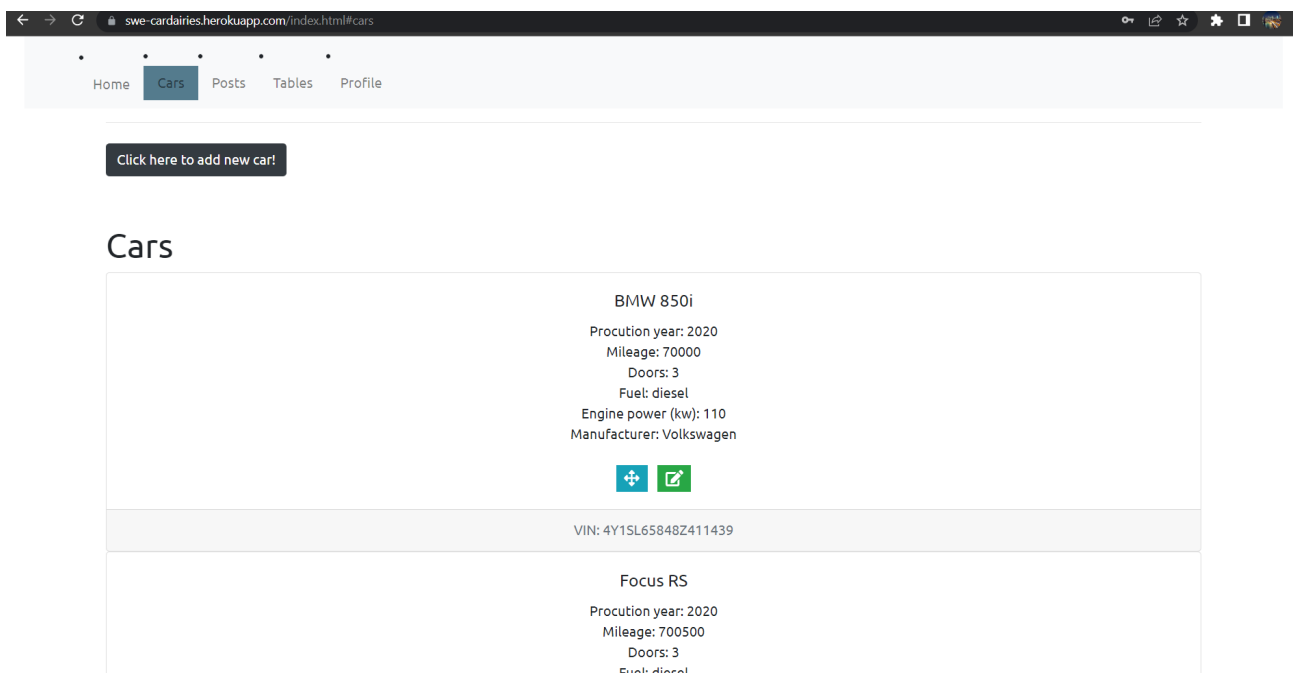 swe-cardairies.herokuapp.com/index.html#cars
Home Cars Posts Tables Profile
Click here to add new car!
Cars
BMW 850i
Procution year: 2020
Mileage: 70000
Doors: 3
Fuel: diesel
Engine power (kw): 110
Manufacturer: Volkswagen
VIN: 4Y1SL65848Z411439
Focus RS
Procution year: 2020
Mileage: 700500
Doors: 3
Fuel: diesel